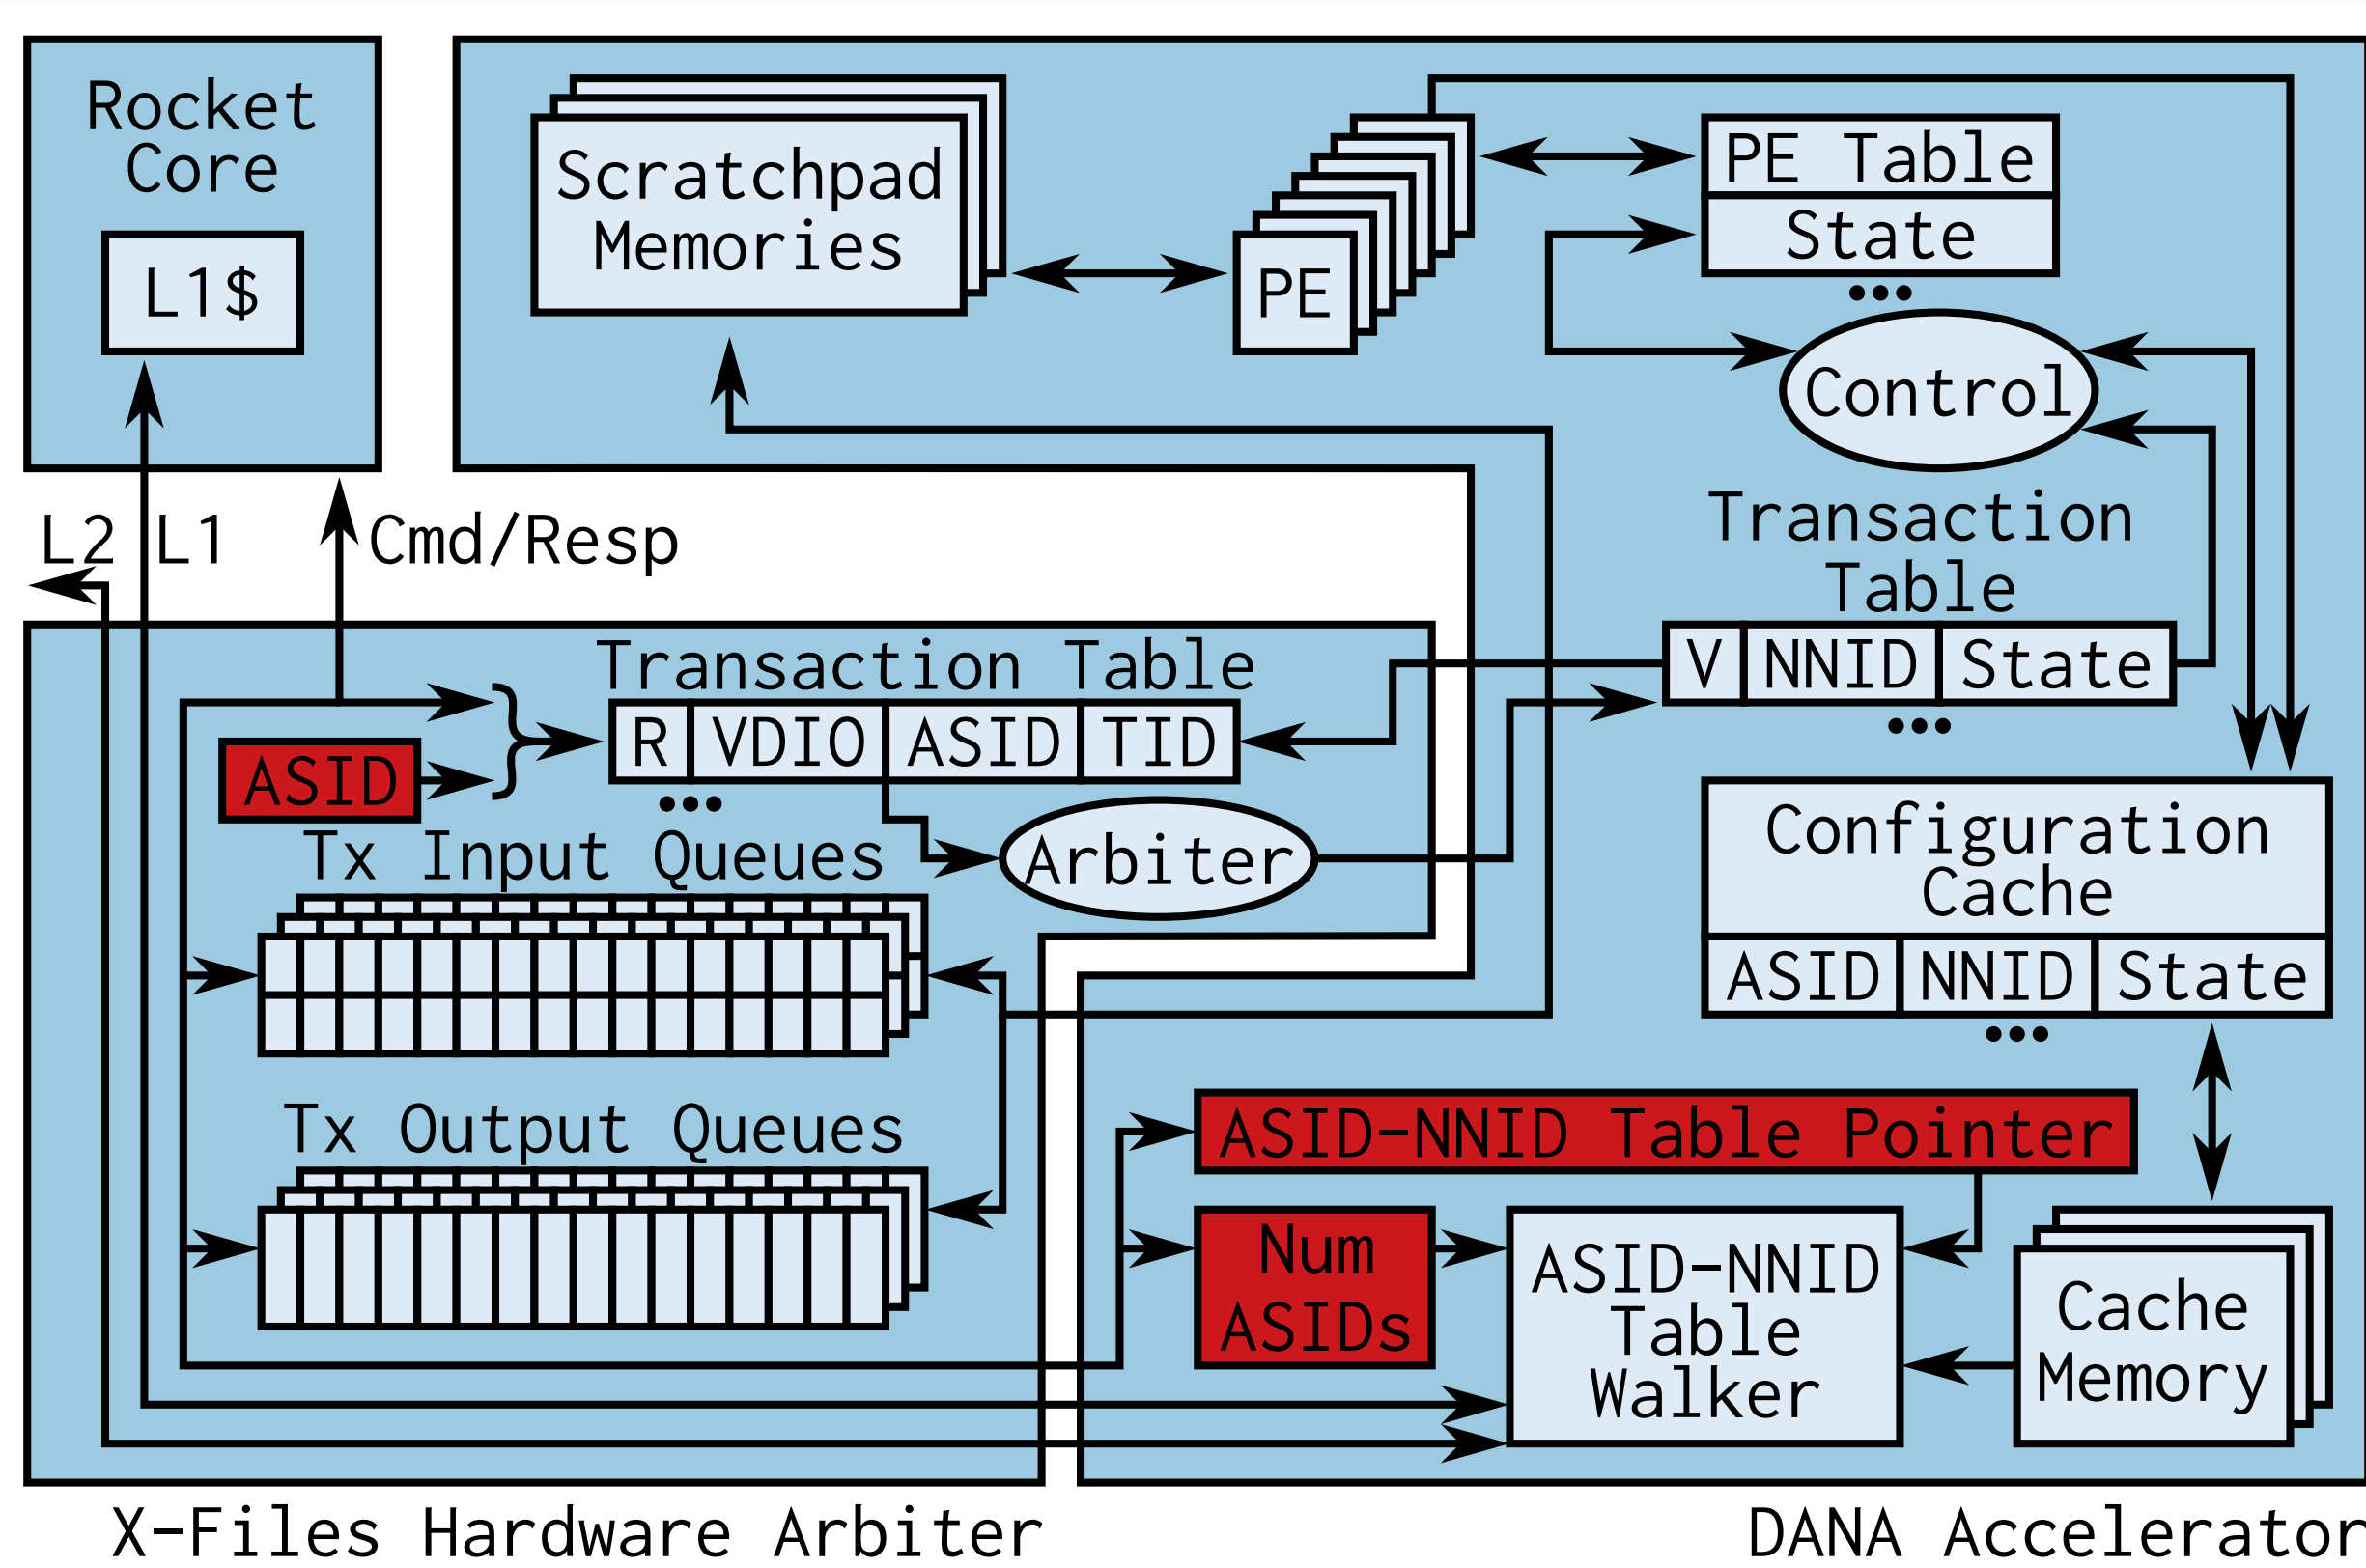 Rocket
Core
L1$
Scratchpad
Memories
PE
PE Table
State
Control
L2
L1
Cmd/Resp
Transaction
Table
V
NNID
State
Transaction Table
R
VDIO
ASID
TID
ASID
Arbiter
Tx Input Queues
Tx Output Queues
Configuration
Cache
ASID
NNID
State
ASID-NNID Table Pointer
Num
ASIDs
ASID-NNID
Table
Walker
Cache
Memory
X-Files Hardware Arbiter
DANA Accelerator